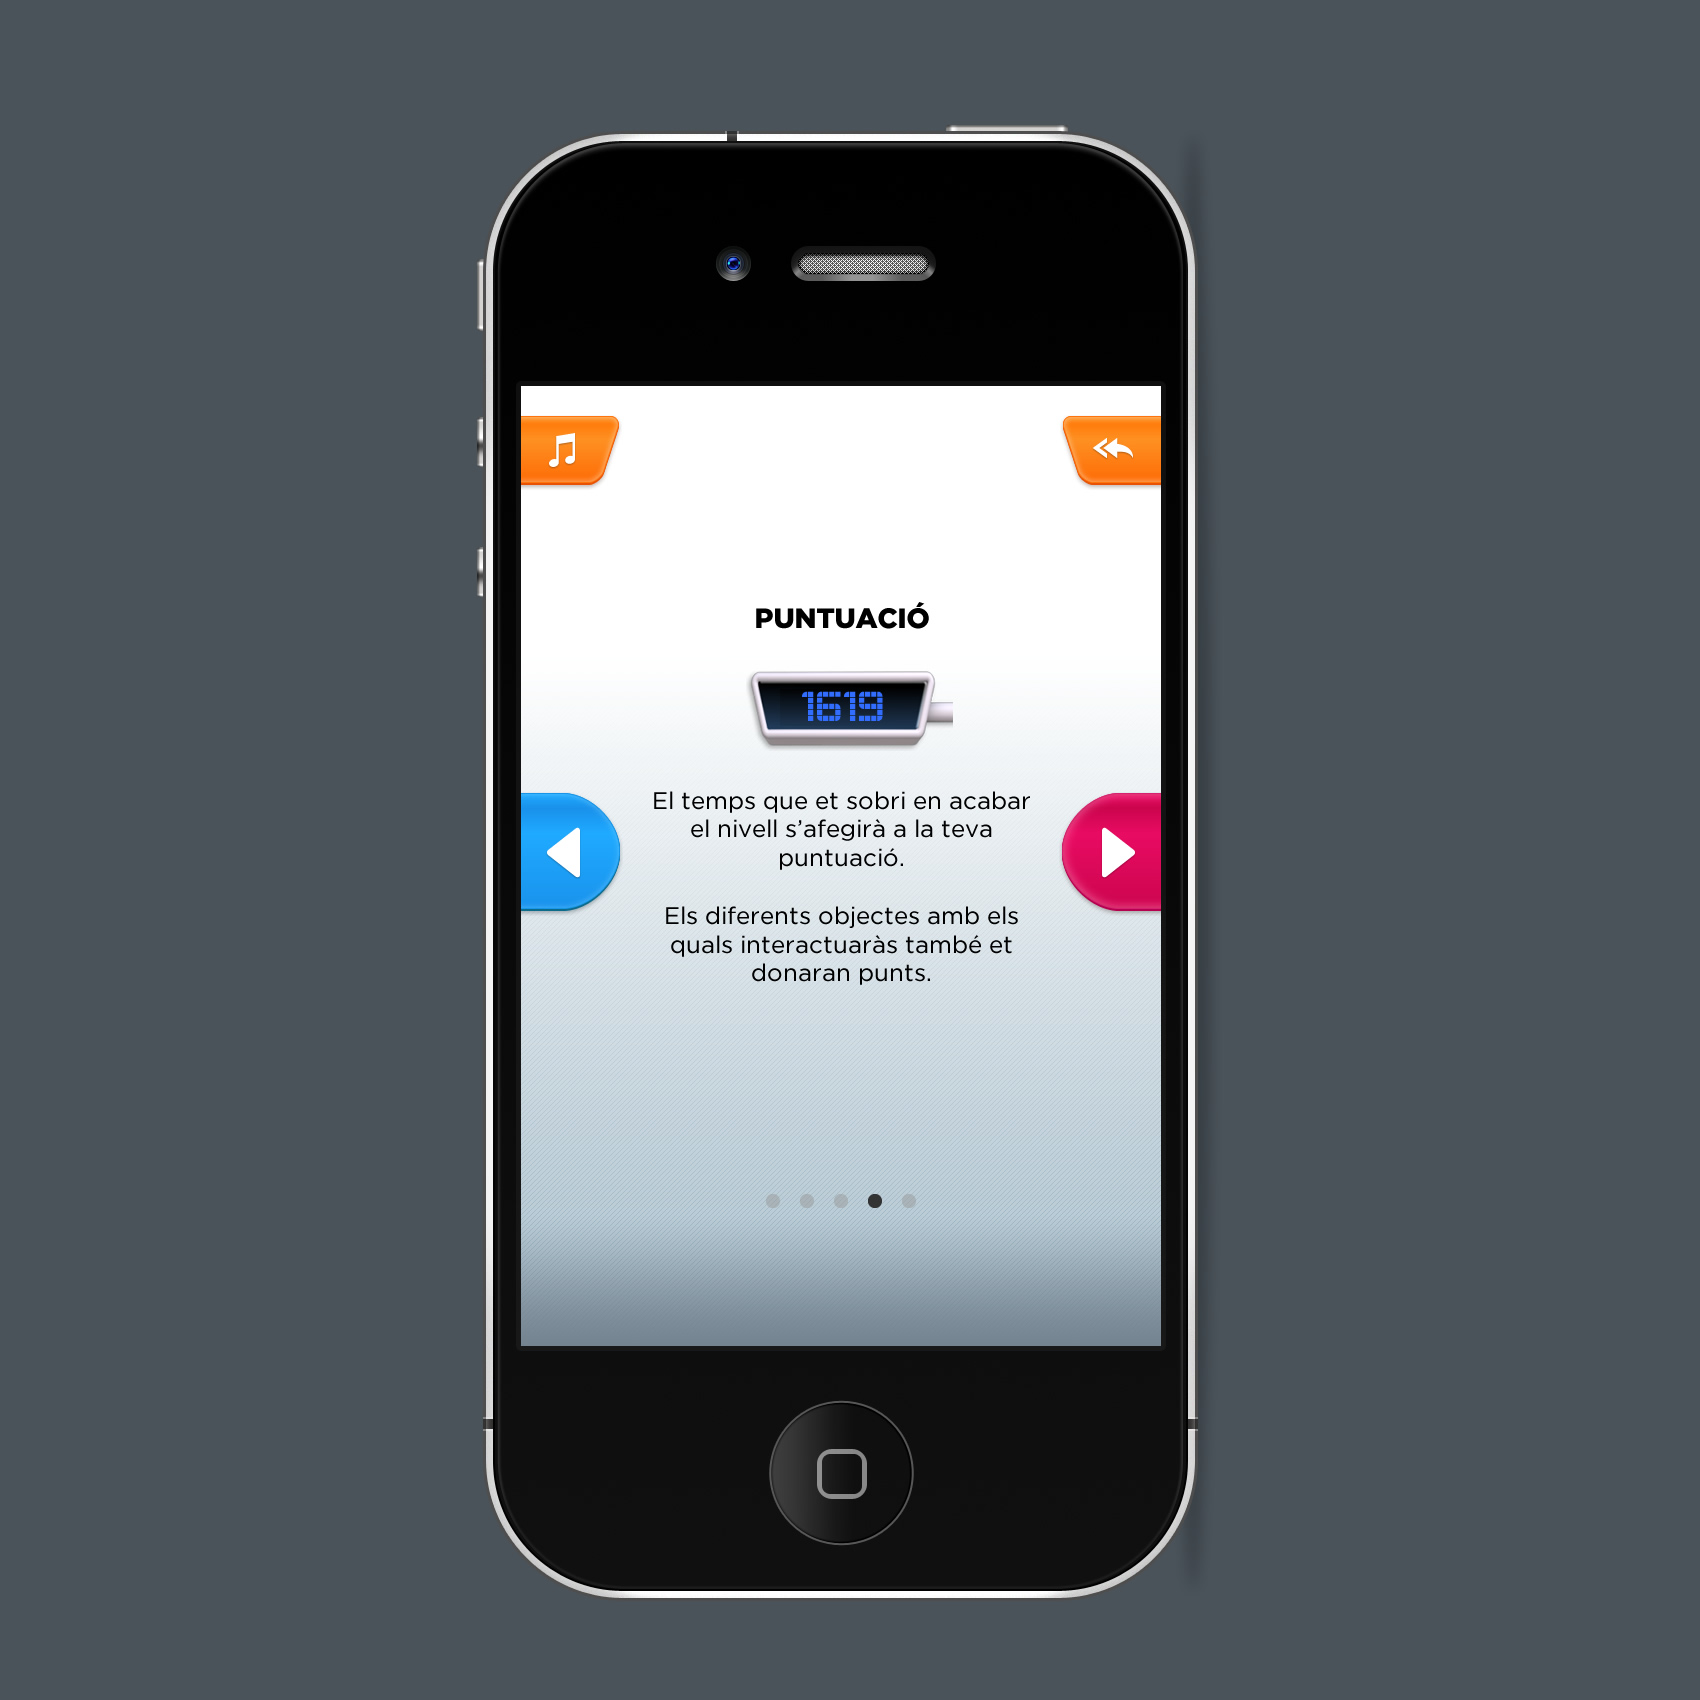 PUNTUACIÓ
1619
El temps que et sobri en acabar
el nivell s’afegirà a la teva
puntuació.
Els diferents objectes amb els
quals interactuaràs també et
donaran punts.